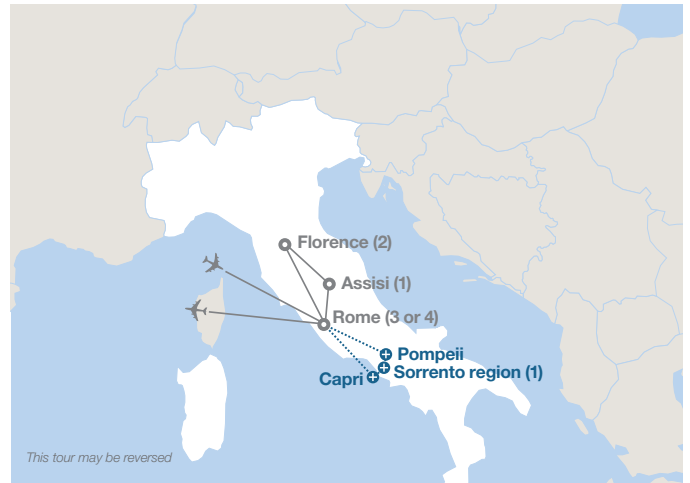 Florence (2)
Assisi (1)
Rome (3 or 4)
Pompeii
Sorrento region (1)
Capri
This tour may be reversed